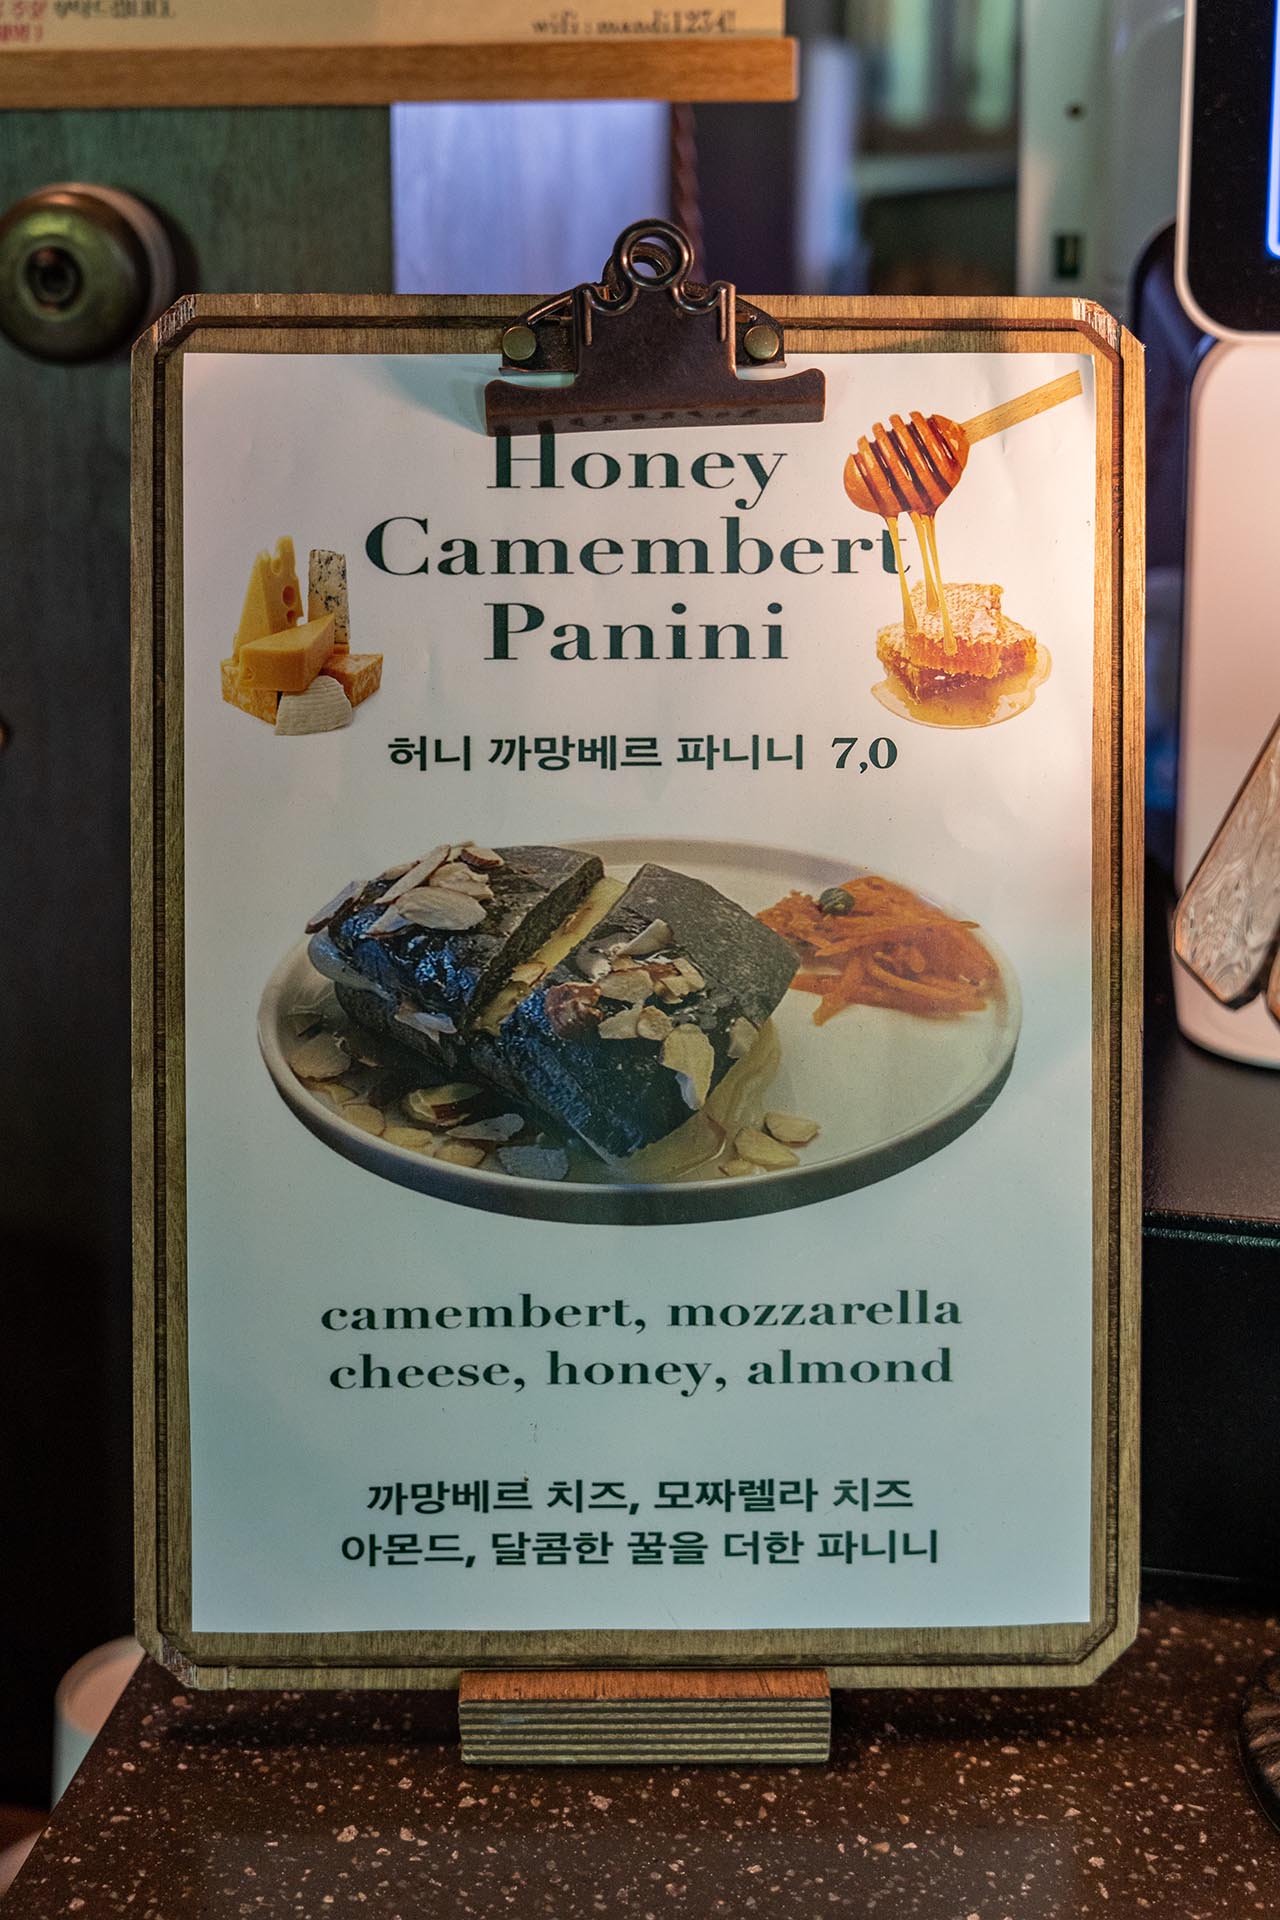 wifi : mandi1234!
Honey
Camembert
Panini
허니 까망베르 파니니 7,0
camembert, mozzarella
cheese, honey, almond
까망베르 치즈, 모짜렐라 치즈
아몬드, 달콤한 꿀을 더한 파니니